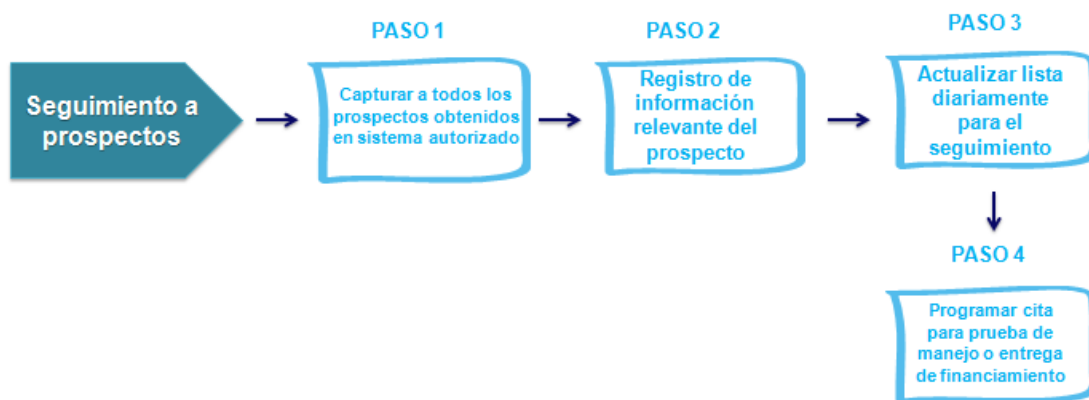 Seguimiento a
prospectos
PASO 1
Capturar a todos los
prospectos obtenidos
en sistema autorizado
PASO 2
Registro de
información
relevante del
prospecto
PASO 3
Actualizar lista
diariamente
para el
seguimiento
PASO 4
Programar cita
para prueba de
manejo o entrega
de financiamiento